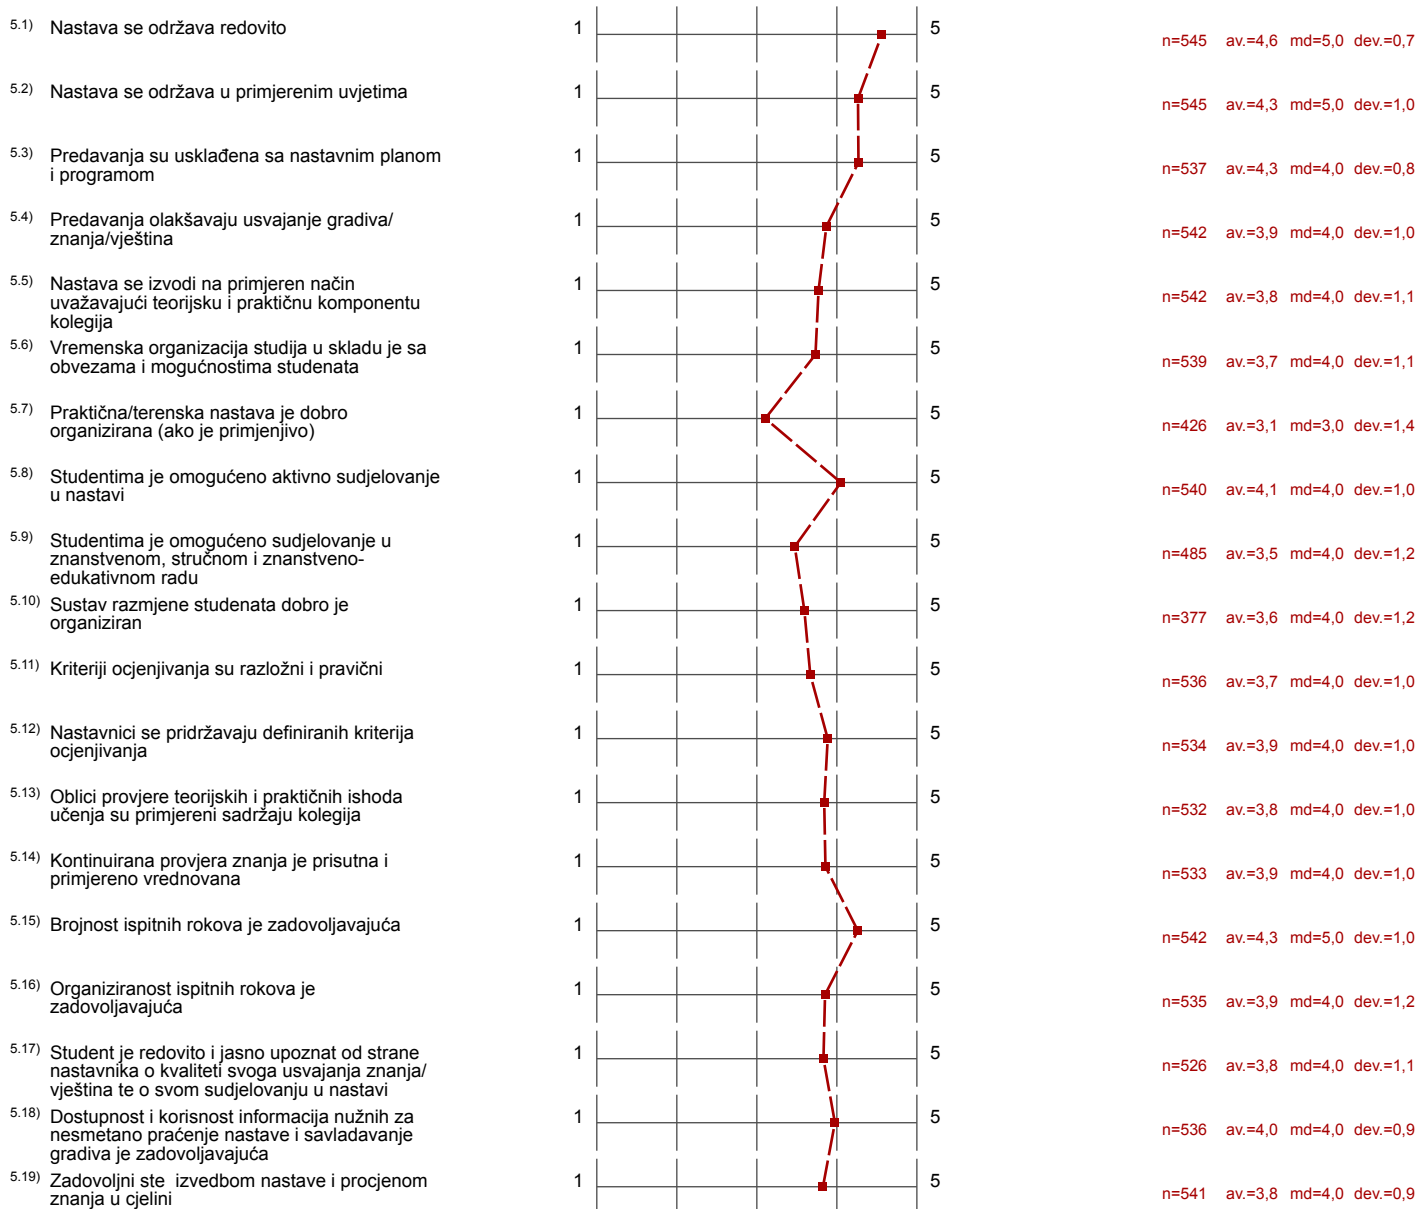 5.1) Nastava se održava redovito 1 5 n=545 av.=4,6 md=5,0 dev.=0,7
5.2) Nastava se održava u primjerenim uvjetima 1 5 n=545 av.=4,3 md=5,0 dev.=1,0
5.3) Predavanja su usklađena sa nastavnim planom
i programom 1 5 n=537 av.=4,3 md=4,0 dev.=0,8
5.4) Predavanja olakšavaju usvajanje gradiva/
znanja/vještina 1 5 n=542 av.=3,9 md=4,0 dev.=1,0
5.5) Nastava se izvodi na primjeren način
uvažavajući teorijsku i praktičnu komponentu
kolegija 1 5 n=542 av.=3,8 md=4,0 dev.=1,1
5.6) Vremenska organizacija studija u skladu je sa
obvezama i mogućnostima studenata 1 5 n=539 av.=3,7 md=4,0 dev.=1,1
5.7) Praktična/terenska nastava je dobro
organizirana (ako je primjenjivo) 1 5 n=426 av.=3,1 md=3,0 dev.=1,4
5.8) Studentima je omogućeno aktivno sudjelovanje
u nastavi 1 5 n=540 av.=4,1 md=4,0 dev.=1,0
5.9) Studentima je omogućeno sudjelovanje u
znanstvenom, stručnom i znanstveno-
edukativnom radu 1 5 n=485 av.=3,5 md=4,0 dev.=1,2
5.10) Sustav razmjene studenata dobro je
organiziran 1 5 n=377 av.=3,6 md=4,0 dev.=1,2
5.11) Kriteriji ocjenjivanja su razložni i pravični 1 5 n=536 av.=3,7 md=4,0 dev.=1,0
5.12) Nastavnici se pridržavaju definiranih kriterija
ocjenjivanja 1 5 n=534 av.=3,9 md=4,0 dev.=1,0
5.13) Oblici provjere teorijskih i praktičnih ishoda
učenja su primjereni sadržaju kolegija 1 5 n=532 av.=3,8 md=4,0 dev.=1,0
5.14) Kontinuirana provjera znanja je prisutna i
primjereno vrednovana 1 5 n=533 av.=3,9 md=4,0 dev.=1,0
5.15) Brojnost ispitnih rokova je zadovoljavajuća 1 5 n=542 av.=4,3 md=5,0 dev.=1,0
5.16) Organiziranost ispitnih rokova je
zadovoljavajuća 1 5 n=535 av.=3,9 md=4,0 dev.=1,2
5.17) Student je redovito i jasno upoznat od strane
nastavnika o kvaliteti svoga usvajanja znanja/
vještina te o svom sudjelovanju u nastavi 1 5 n=526 av.=3,8 md=4,0 dev.=1,1
5.18) Dostupnost i korisnost informacija nužnih za
nesmetano praćenje nastave i savladavanje
gradiva je zadovoljavajuća 1 5 n=536 av.=4,0 md=4,0 dev.=0,9
5.19) Zadovoljni ste izvedbom nastave i procjenom
znanja u cjelini 1 5 n=541 av.=3,8 md=4,0 dev.=0,9